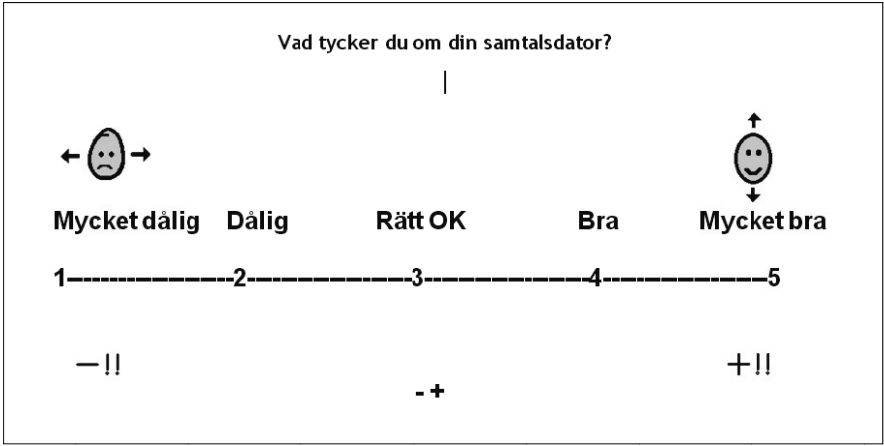 Vad tycker du om din samtalsdator?
Mycket dålig Dålig Rätt OK Bra Mycket bra
1--------------------2--------------------3--------------------4--------------------5
–!! +!!
- +